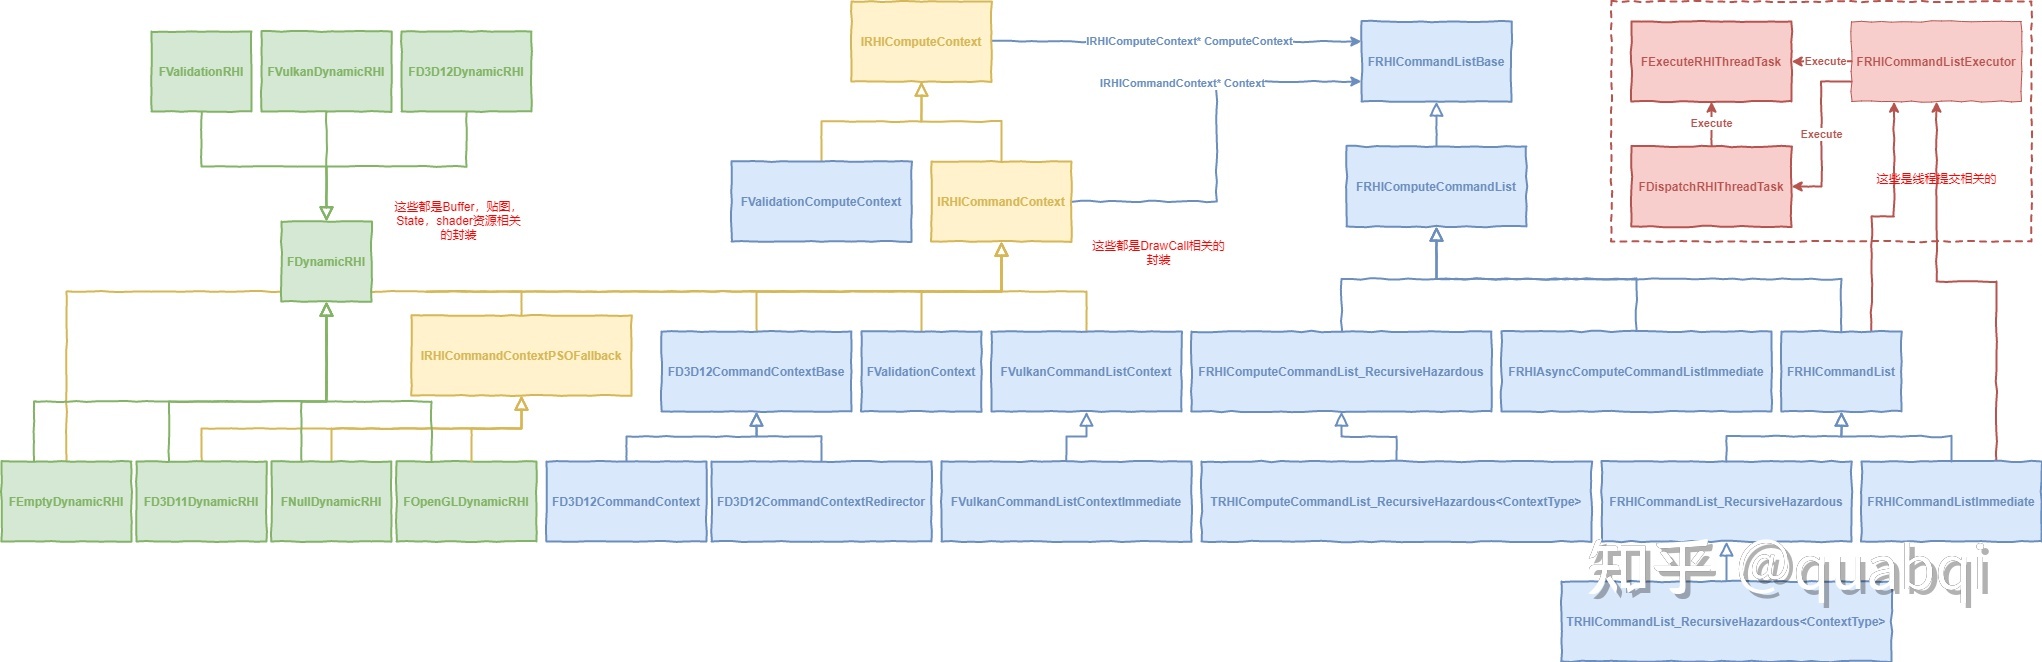 IRHIComputeContext
IRHIComputeContext* ComputeContext
FRHICommandListBase
FExecuteRHIThreadTask
Execute
FRHICommandListExecutor
FValidationRHI
FVulkanDynamicRHI
FD3D12DynamicRHI
IRHICommandContext* Context
Execute
Execute
FValidationComputeContext
IRHICommandContext
FRHIComputeCommandList
FDispatchRHIThreadTask
这些是线程提交相关的
这些都是Buffer，贴图，
State，shader资源相关
的封装
这些都是DrawCall相关的
封装
FDynamicRHI
IRHICommandContextPSOFallback
FD3D12CommandContextBase
FValidationContext
FVulkanCommandListContext
FRHIComputeCommandList_RecursiveHazardous
FRHIAsyncComputeCommandListImmediate
FRHICommandList
FEmptyDynamicRHI
FD3D11DynamicRHI
FNullDynamicRHI
FOpenGLDynamicRHI
FD3D12CommandContext
FD3D12CommandContextRedirector
FVulkanCommandListContextImmediate
TRHIComputeCommandList_RecursiveHazardous<ContextType>
FRHICommandList_RecursiveHazardous
FRHICommandListImmediate
知乎 @quabqi
TRHICommandList_RecursiveHazardous<ContextType>